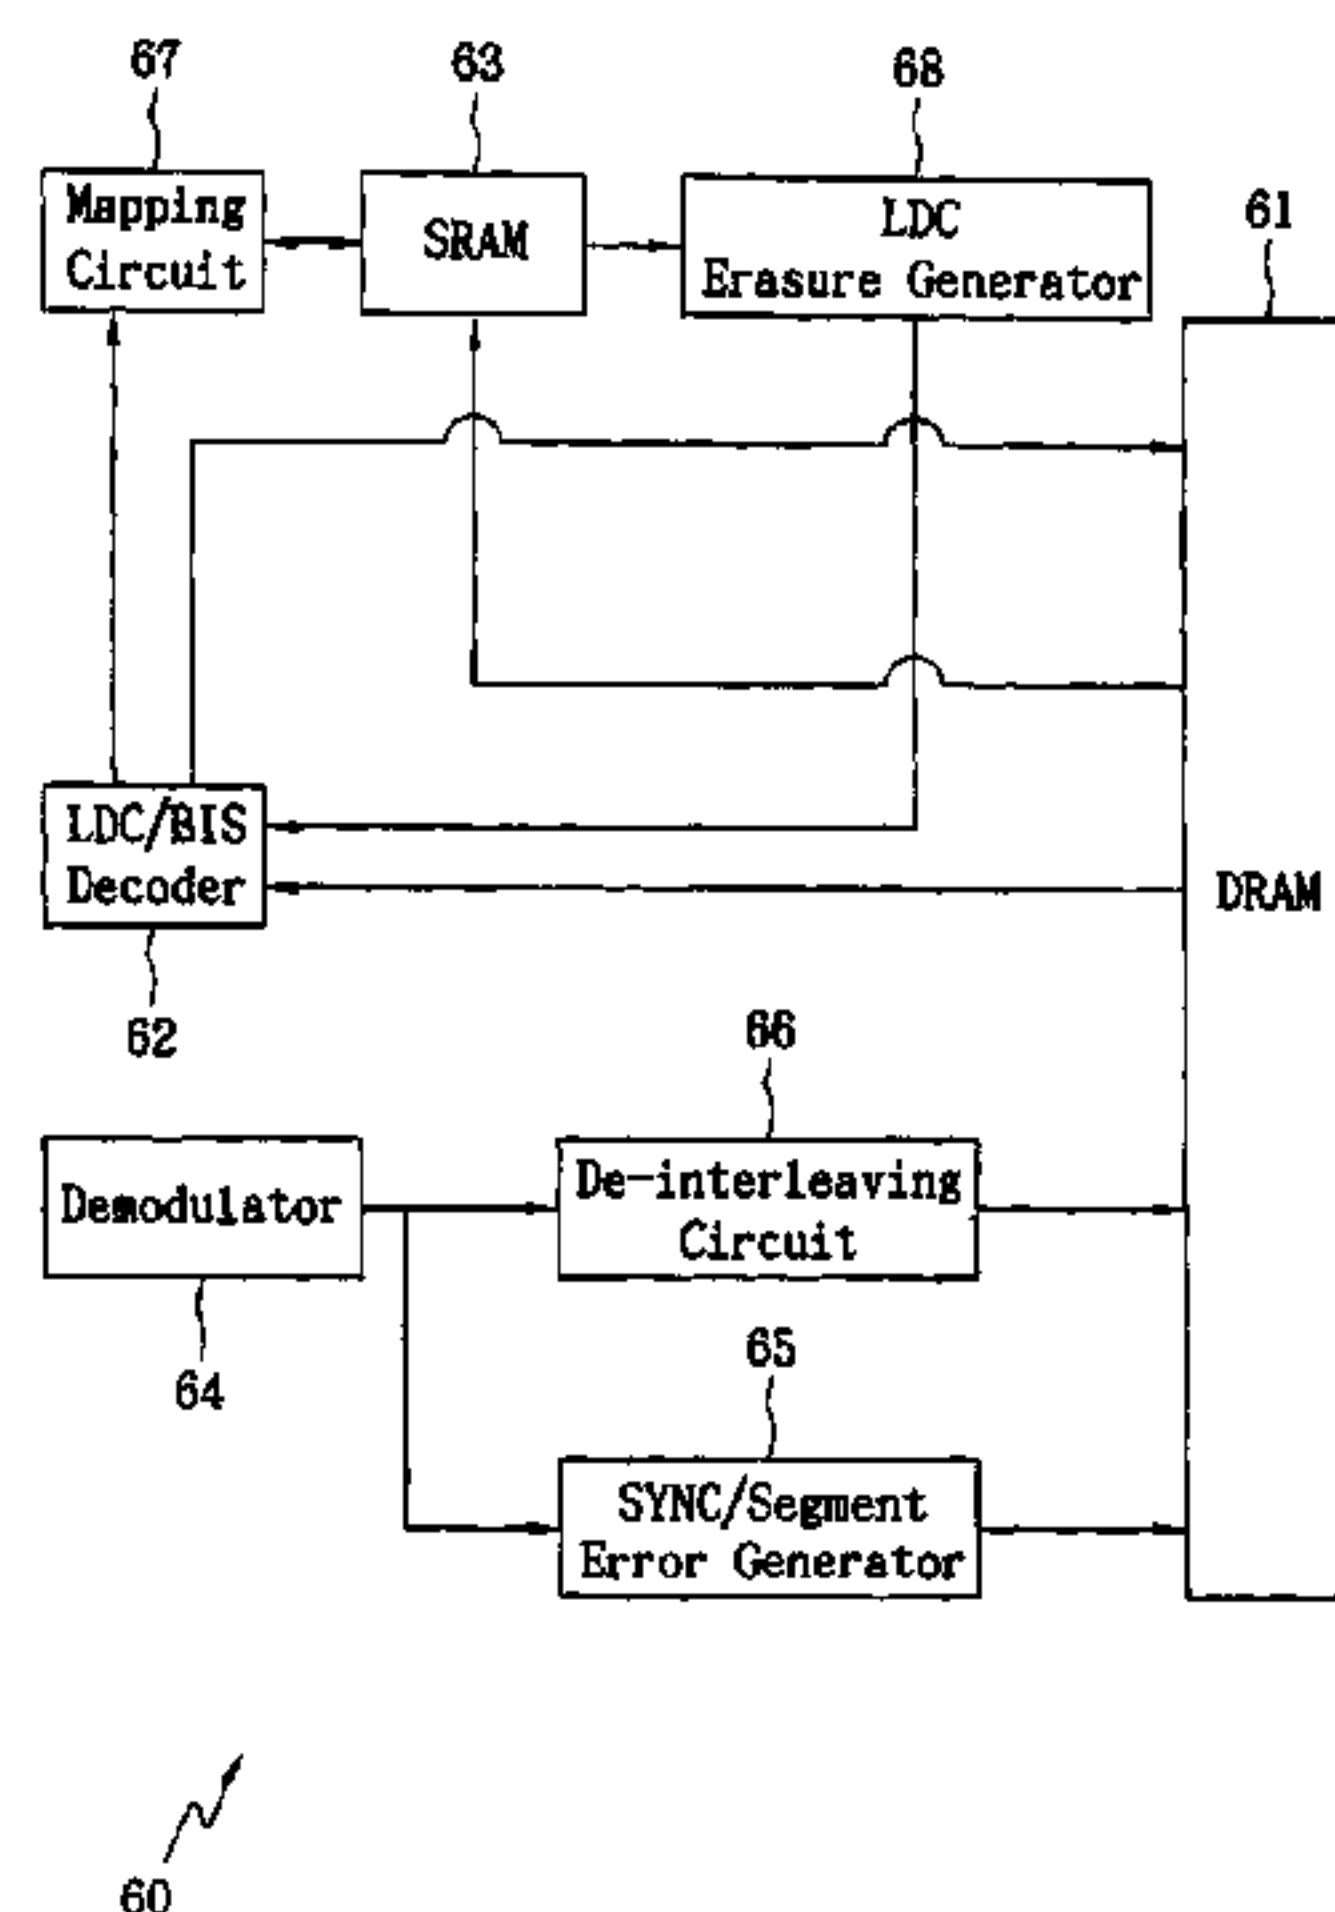 67
63
68
Mapping
Circuit
SRAM
LDC
Erasure Generator
61
LDC/BIS
Decoder
DRAM
62
66
Demodulator
De-interleaving
Circuit
64
65
SYNC/Segment
Error Generator
60